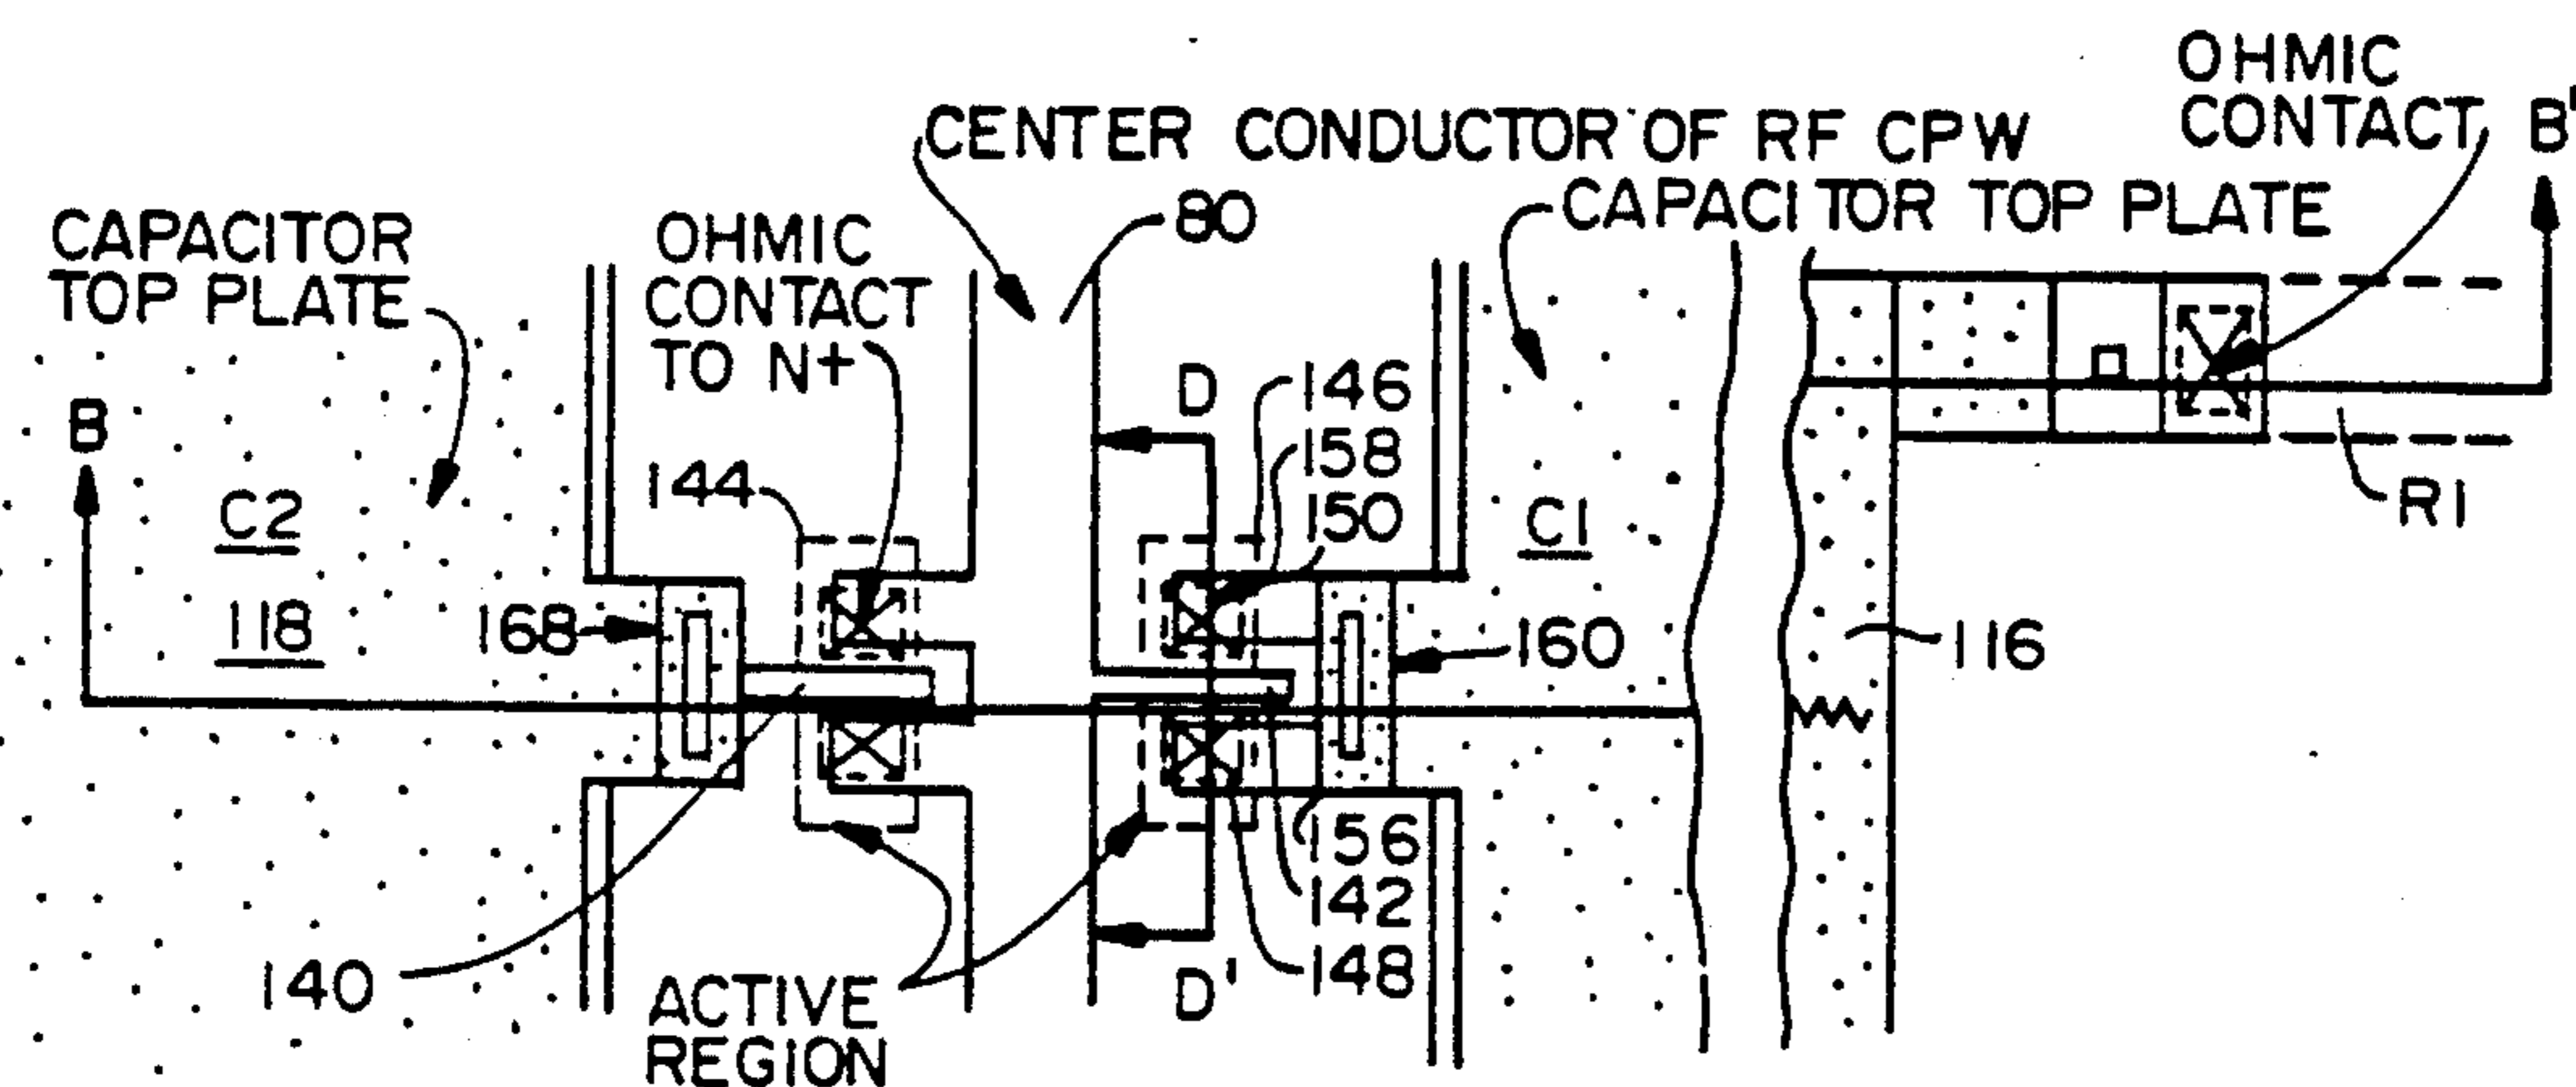 OHMIC
CONTACT
B'
CENTER CONDUCTOR OF RF CPW
80
CAPACITOR TOP PLATE
CAPACITOR
TOP PLATE
OHMIC
CONTACT
TO N+
B
D
146
158
150
144
C2
118
168
C1
R1
160
116
156
142
148
140
D'
ACTIVE
REGION